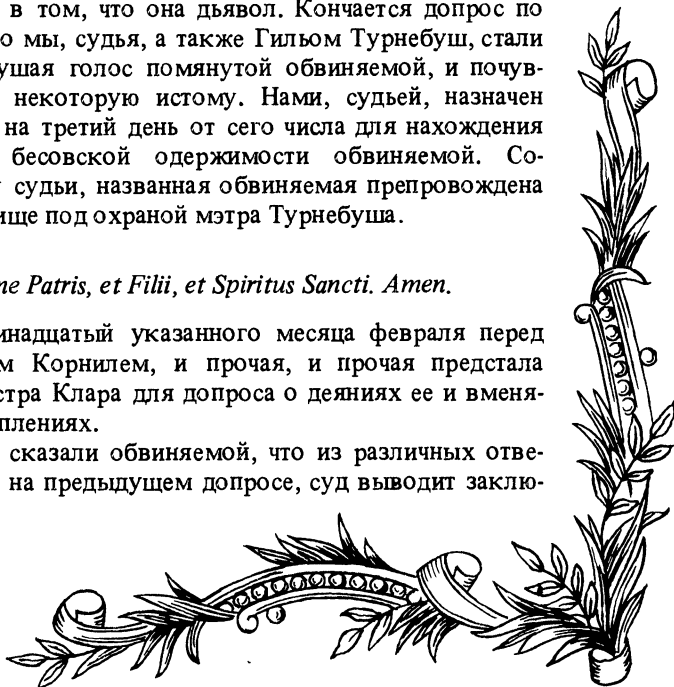 в том, что она дьявол. Кончается допрос по
о мы, судья, а также Гильом Турнебуш, стали
ушая голос помянутой обвиняемой, и почув-
некоторую истому. Нами, судьей, назначен
на третий день от сего числа для нахождения
бесовской одержимости обвиняемой. Со-
судьи, названная обвиняемая препровождена
ище под охраной мэтра Турнебуша.
ne Patris, et Filii, et Spiritus Sancti. Amen.
инадцатый указанного месяца февраля перед
м Корнилем, и прочая, и прочая предстала
стра Клара для допроса о деяниях ее и вменя-
плениях.
сказали обвиняемой, что из различных отве-
на предыдущем допросе, суд выводит заклю-